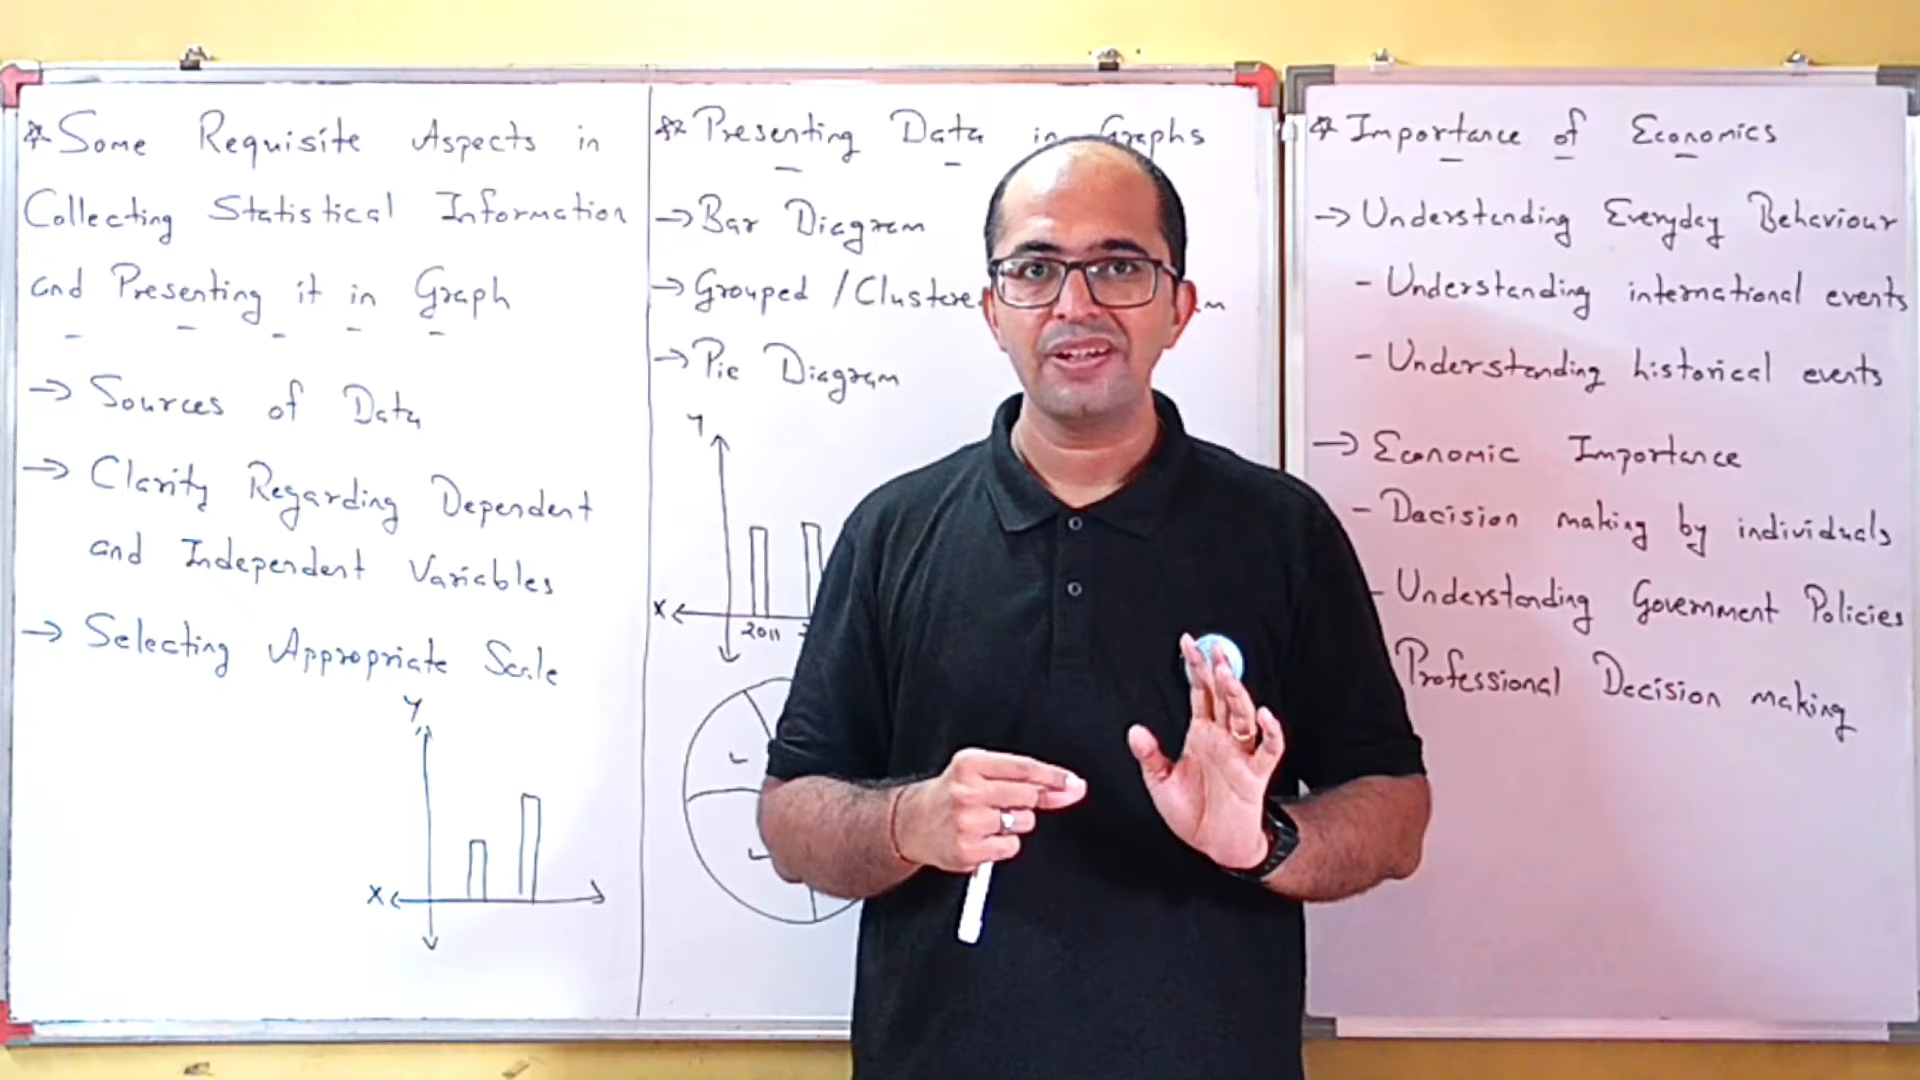 * Some Requisite Aspects in
Collecting Statistical Information
and Presenting it in Graph
→ Sources of Data
→ Clarity Regarding Dependent
and Independent Variables
→ Selecting Appropriate Scale
Y
X
** Presenting Data in Graphs
→ Bar Diagram
→ Grouped / Clustere
→ Pie Diagram
Y
X
2011
* Importance of Economics
→ Understanding Everyday Behaviour
- Understanding international events
- Understanding historical events
→ Economic Importance
- Decision making by individuals
- Understanding Government Policies
Professional Decision making